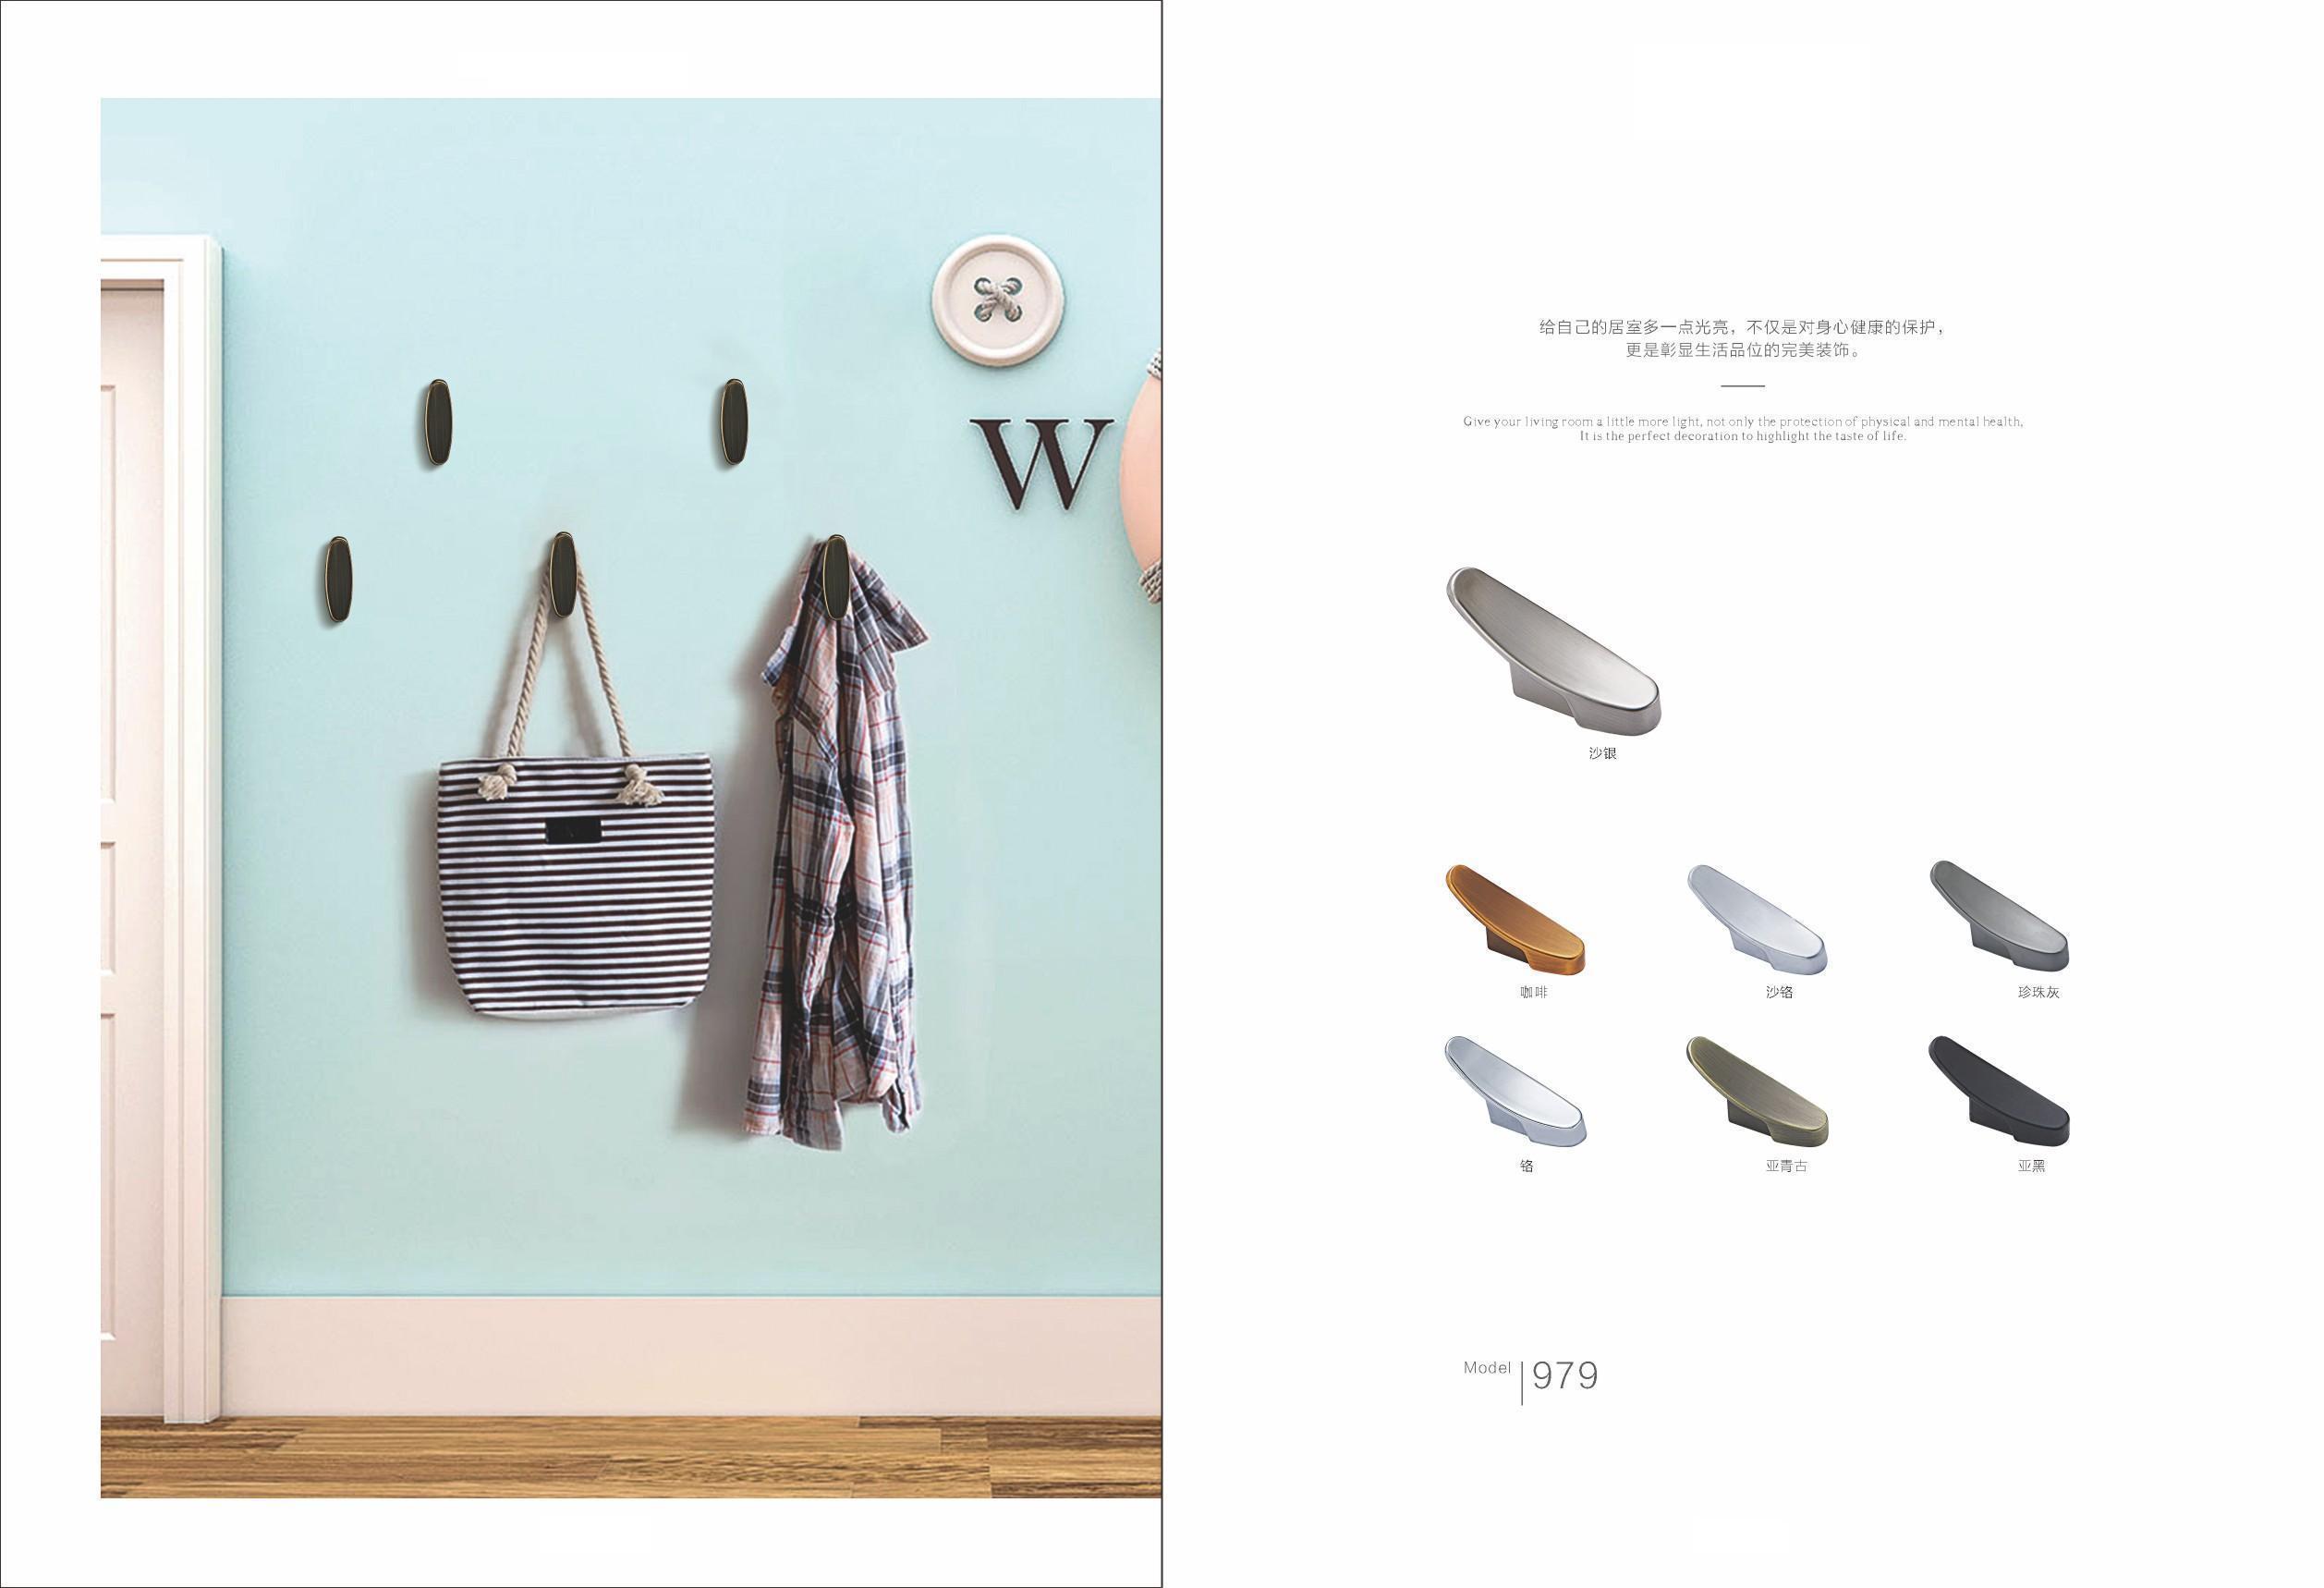 W
给自己的居室多一点光亮，不仅是对身心健康的保护，
更是彰显生活品位的完美装饰。
Give your living room a little more light, not only the protection of physical and mental health,
It is the perfect decoration to highlight the taste of life.
沙银
咖啡
沙铬
珍珠灰
铬
亚青古
亚黑
Model 979